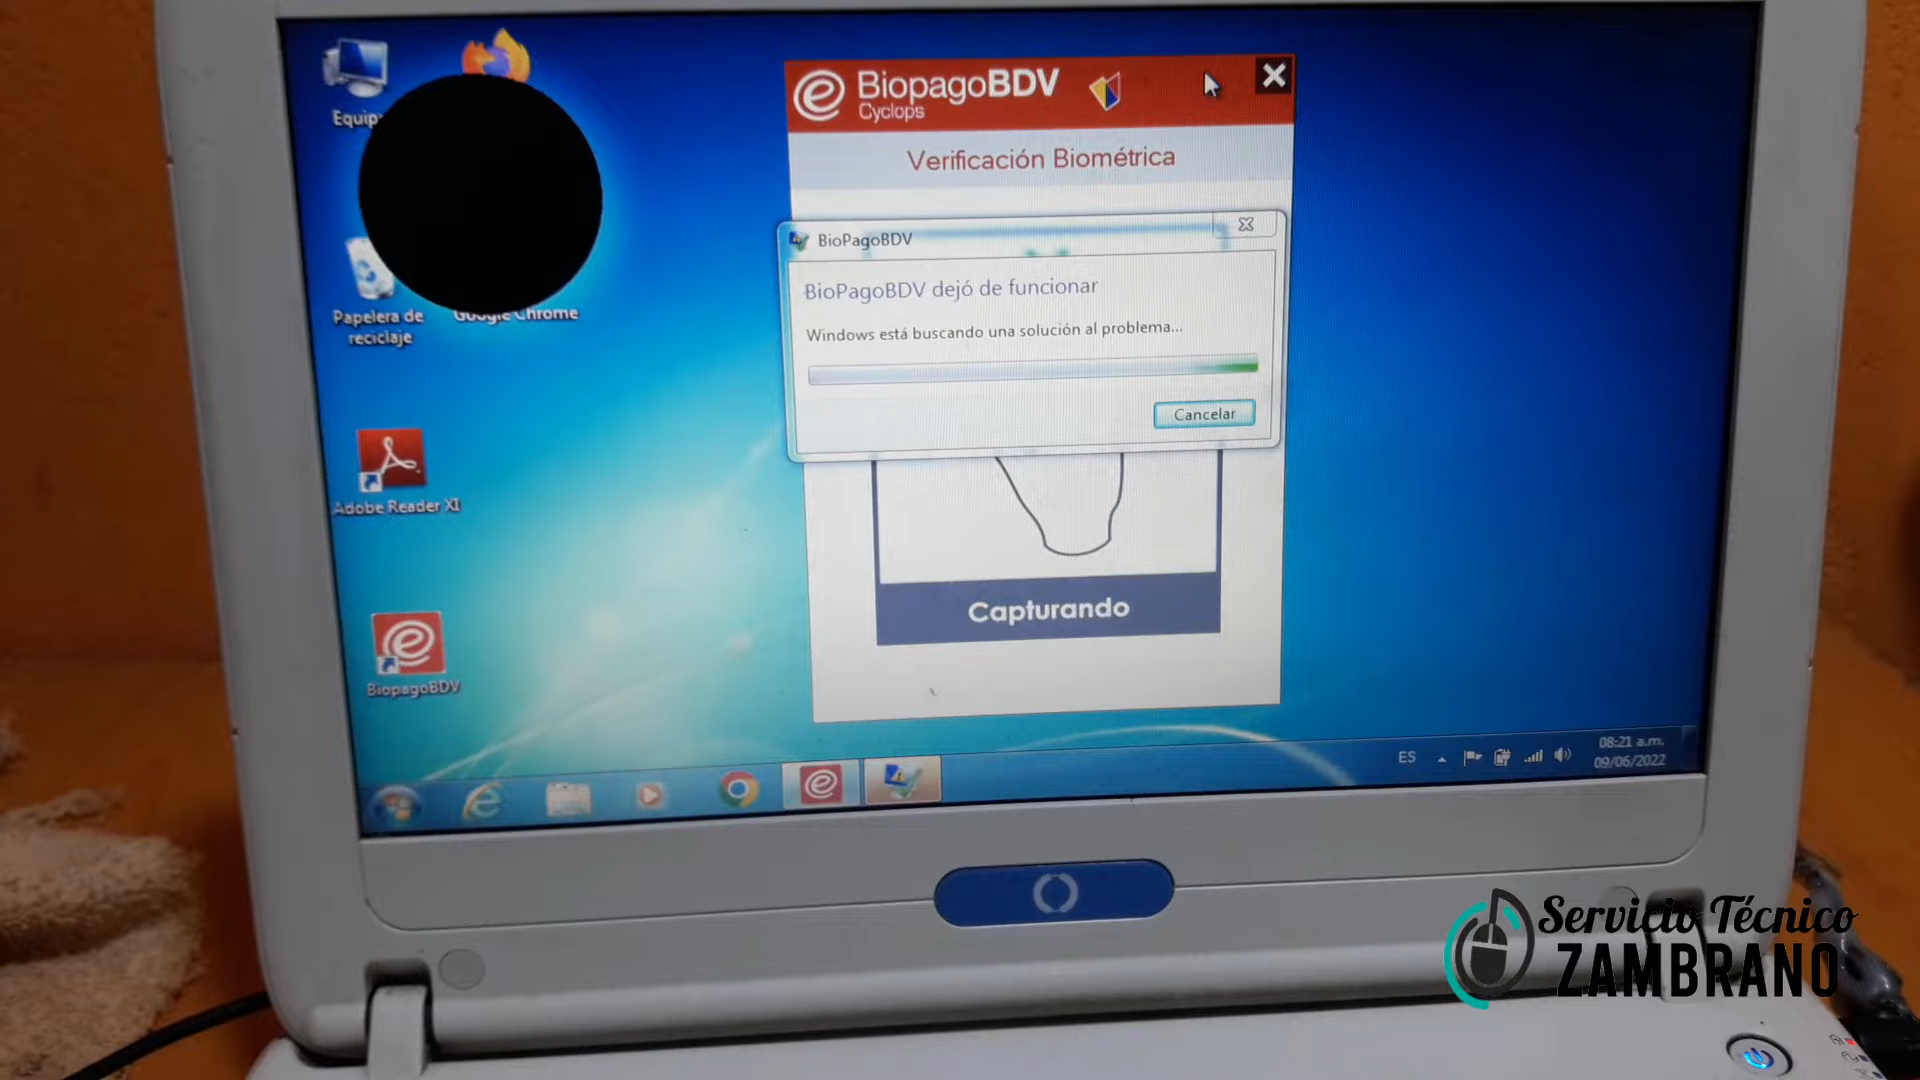 BiopagoBDV
Cyclops
Verificación Biométrica
BioPagoBDV
BioPagoBDV dejó de funcionar
Windows está buscando una solución al problema...
Cancelar
Capturando
Papelera de
reciclaje
Google Chrome
Adobe Reader XI
BiopagoBDV
ES
08:21 a.m.
09/06/2022
Servicio Técnico
ZAMBRANO